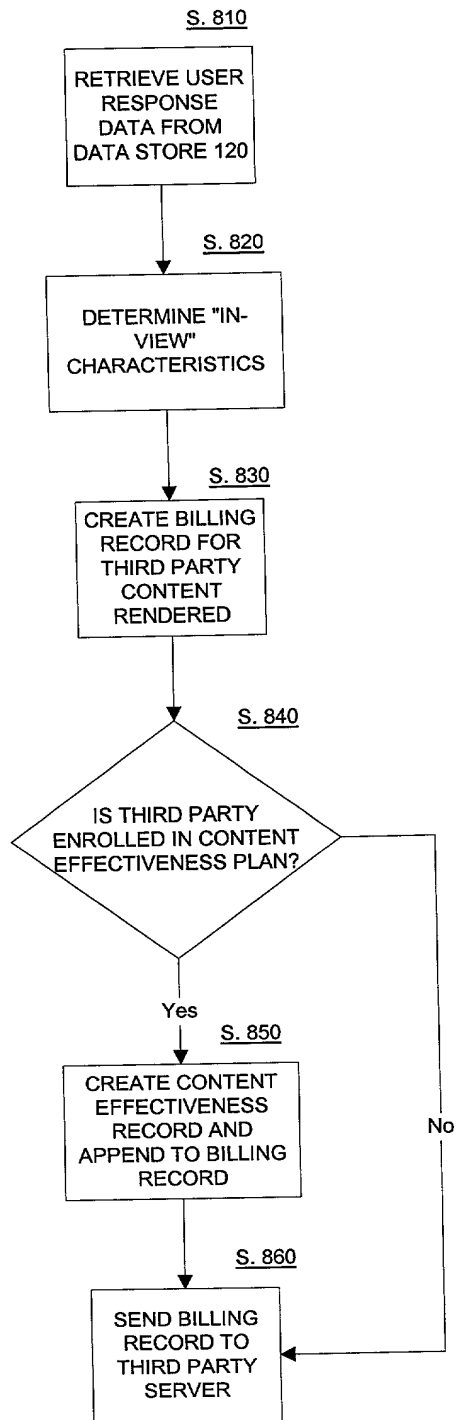 S. 810
RETRIEVE USER
RESPONSE
DATA FROM
DATA STORE 120
S. 820
DETERMINE "IN-
VIEW"
CHARACTERISTICS
S. 830
CREATE BILLING
RECORD FOR
THIRD PARTY
CONTENT
RENDERED
S. 840
IS THIRD PARTY
ENROLLED IN CONTENT
EFFECTIVENESS PLAN?
Yes
S. 850
CREATE CONTENT
EFFECTIVENESS
RECORD AND
APPEND TO BILLING
RECORD
No
S. 860
SEND BILLING
RECORD TO
THIRD PARTY
SERVER